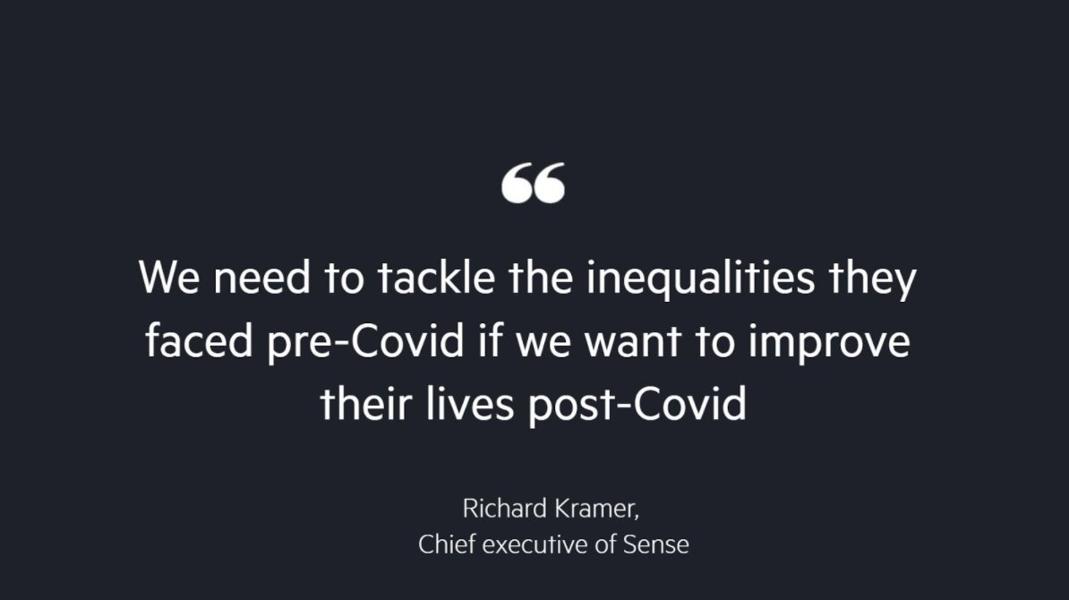 “
We need to tackle the inequalities they
faced pre-Covid if we want to improve
their lives post-Covid
Richard Kramer,
Chief executive of Sense